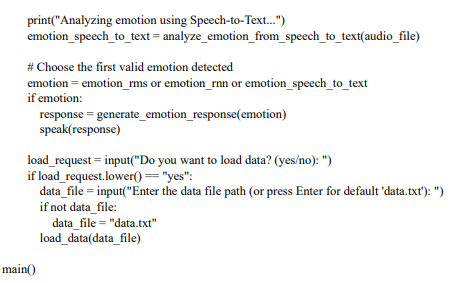 print("Analyzing emotion using Speech-to-Text...")
emotion_speech_to_text = analyze_emotion_from_speech_to_text(audio_file)
# Choose the first valid emotion detected
emotion = emotion_rms or emotion_rnn or emotion_speech_to_text
if emotion:
response = generate_emotion_response(emotion)
speak(response)
load_request = input("Do you want to load data? (yes/no): ")
if load_request.lower() == "yes":
data_file = input("Enter the data file path (or press Enter for default 'data.txt'): ")
if not data_file:
data_file = "data.txt"
load_data(data_file)
main()